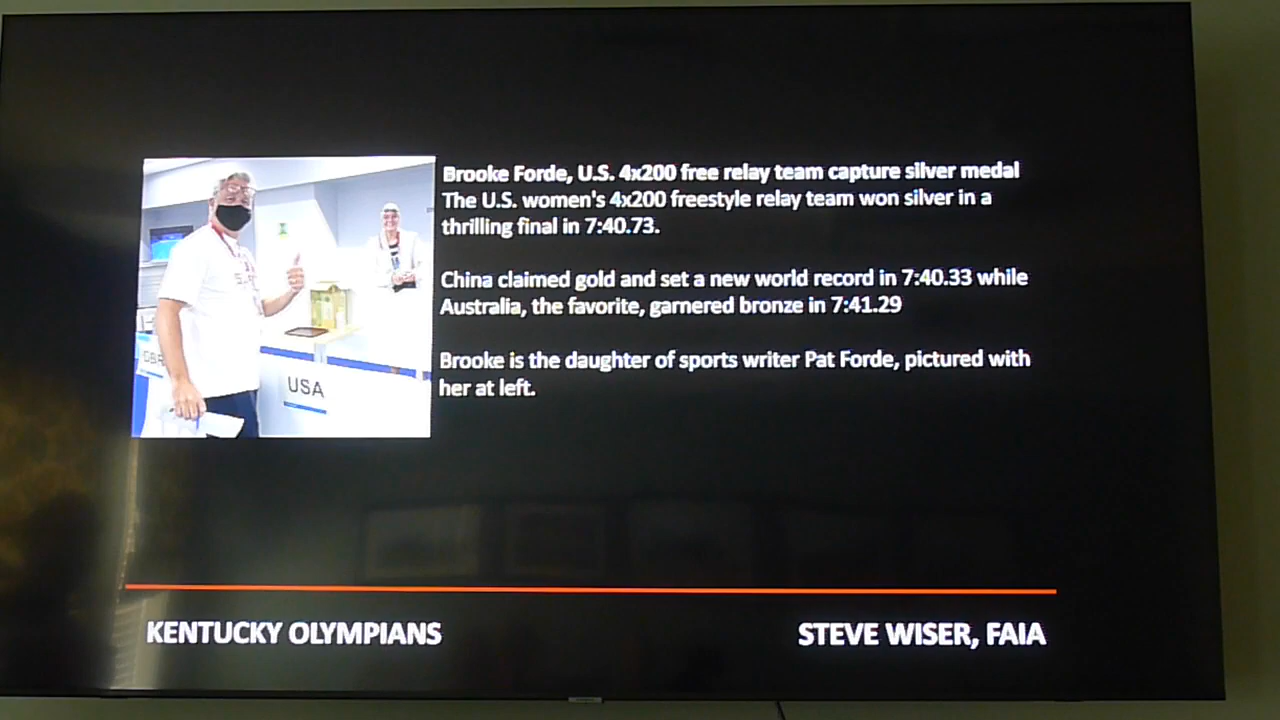 Brooke Forde, U.S. 4x200 free relay team capture silver medal
The U.S. women's 4x200 freestyle relay team won silver in a
thrilling final in 7:40.73.
China claimed gold and set a new world record in 7:40.33 while
Australia, the favorite, garnered bronze in 7:41.29
Brooke is the daughter of sports writer Pat Forde, pictured with
her at left.
GBR
USA
KENTUCKY OLYMPIANS
STEVE WISER, FAIA